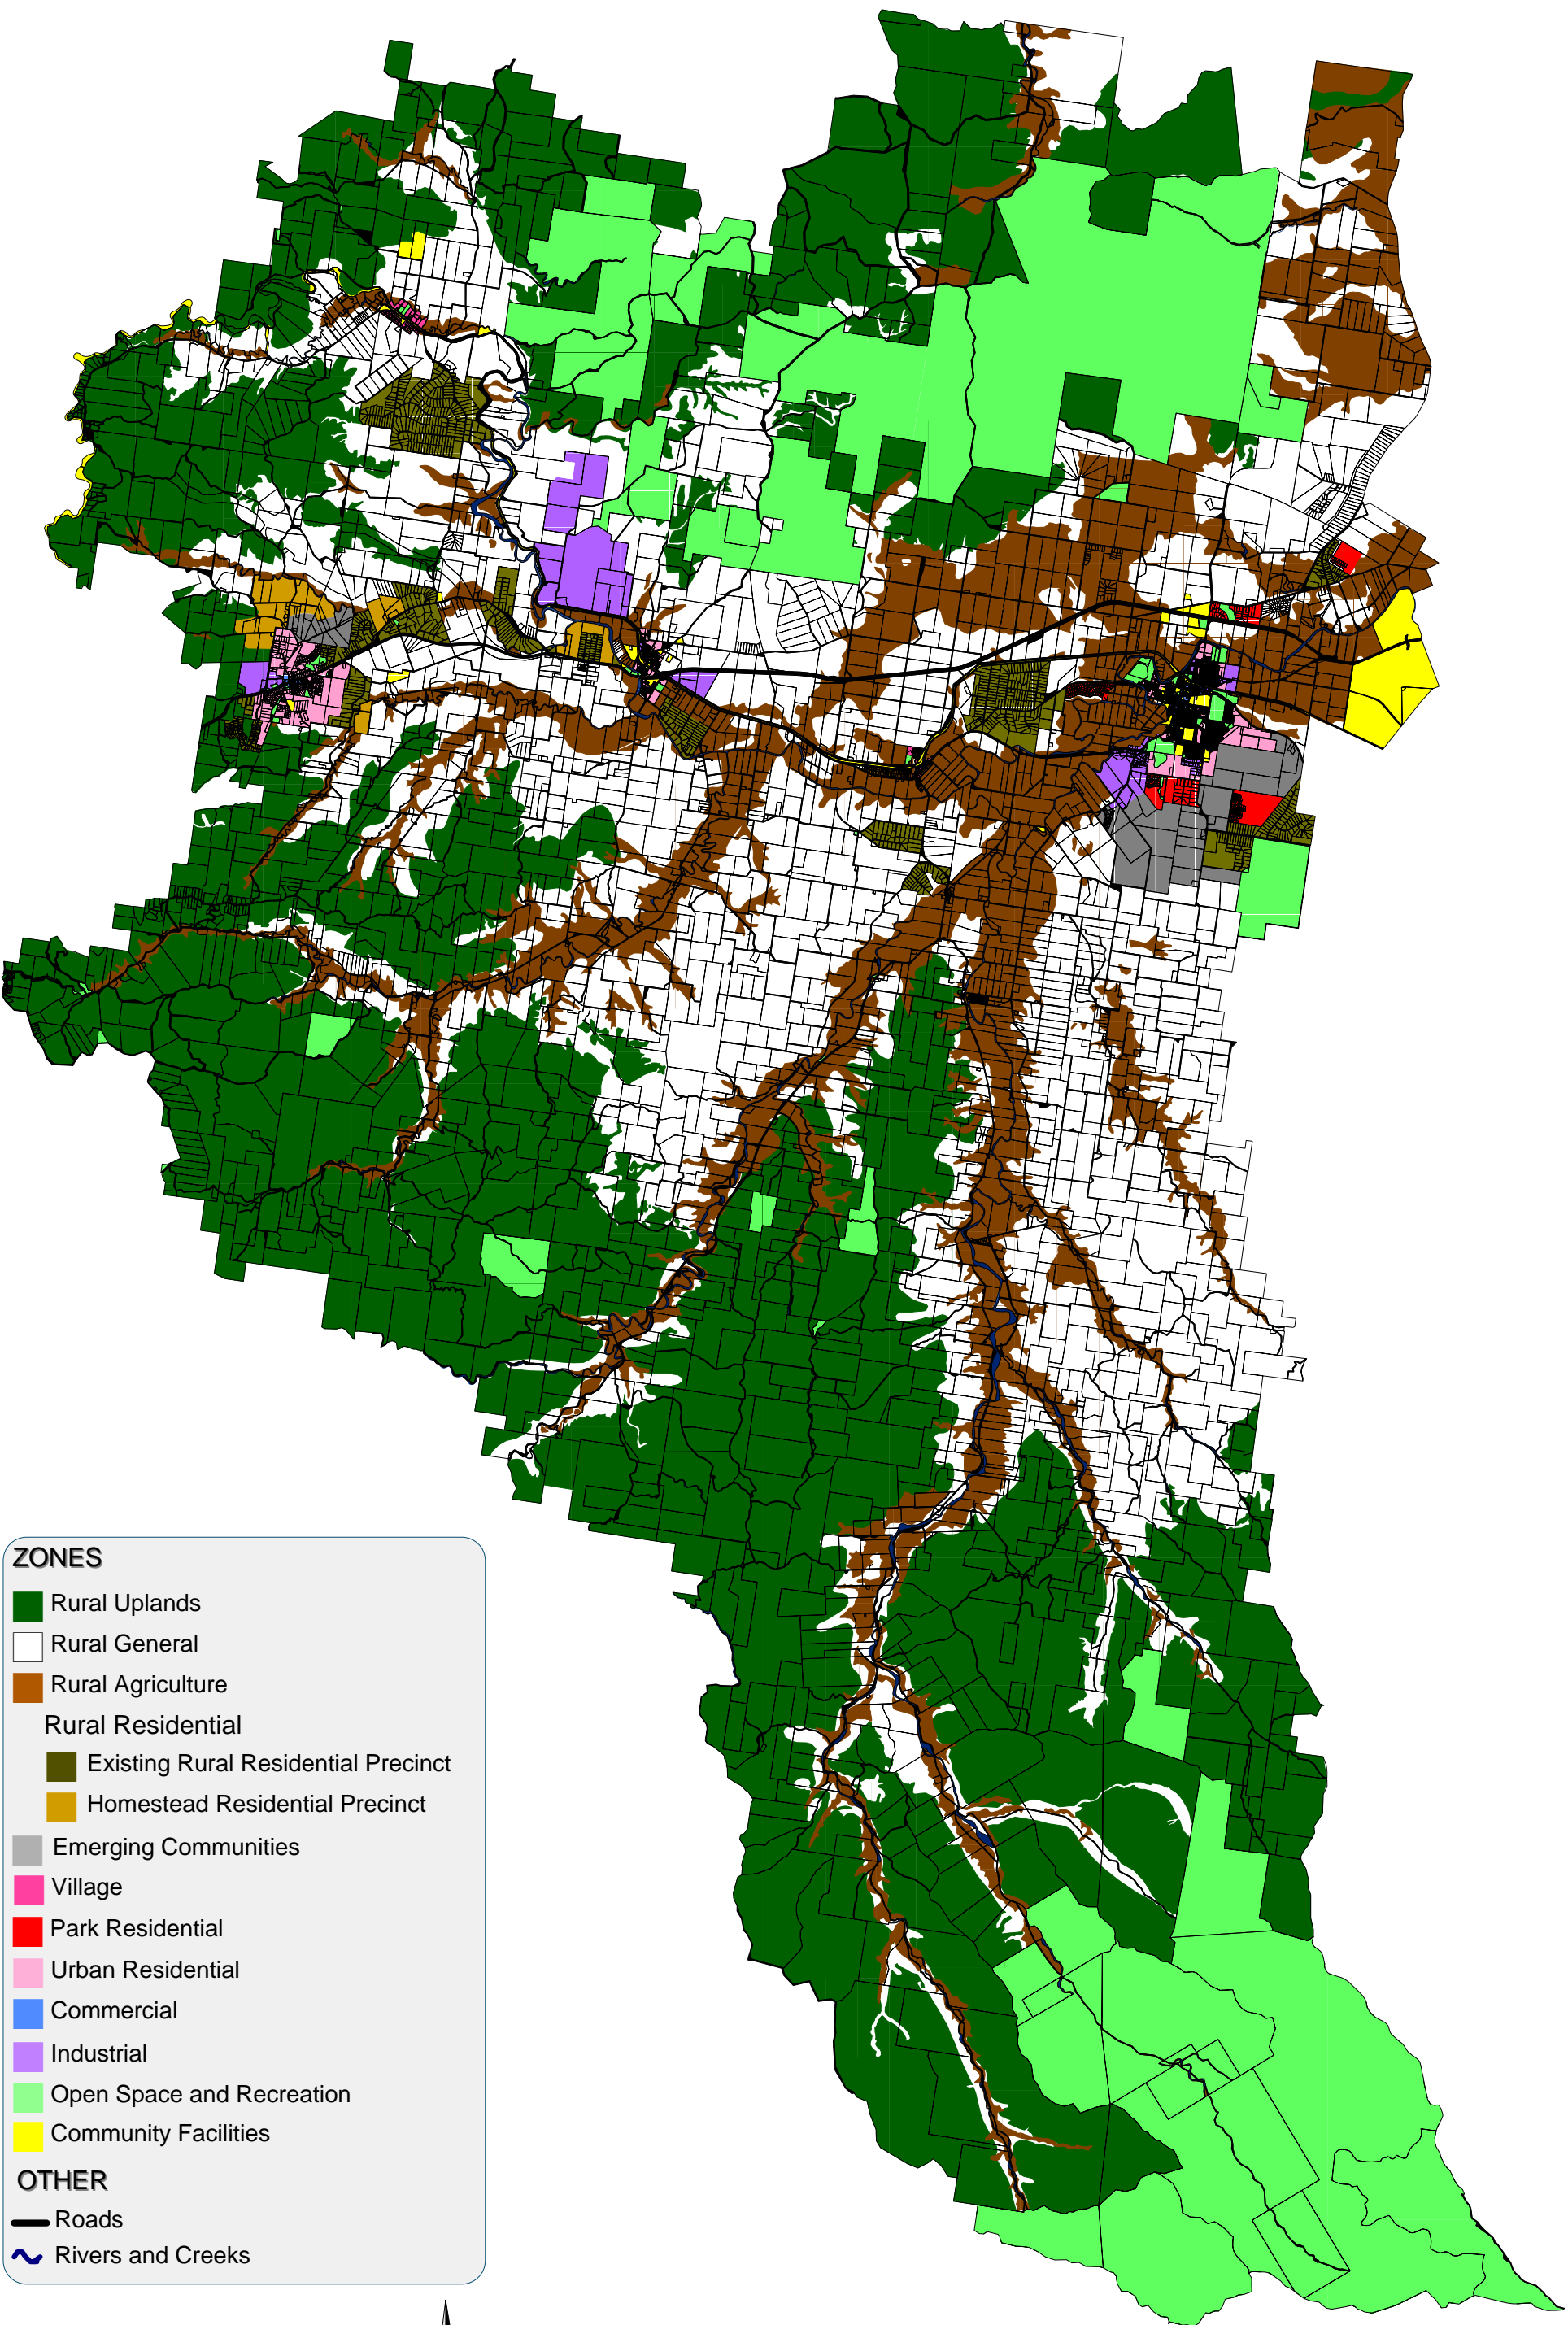 ZONES
Rural Uplands
Rural General
Rural Agriculture
Rural Residential
Existing Rural Residential Precinct
Homestead Residential Precinct
Emerging Communities
Village
Park Residential
Urban Residential
Commercial
Industrial
Open Space and Recreation
Community Facilities
OTHER
Roads
Rivers and Creeks